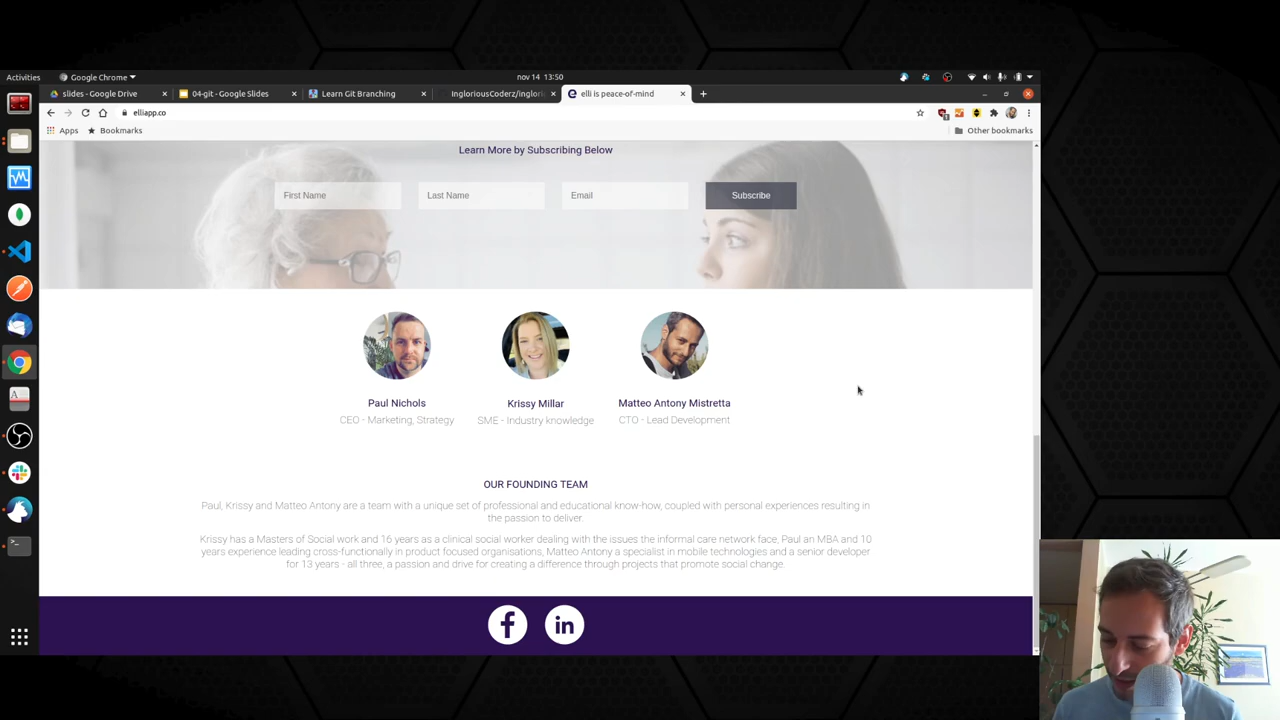 Activities
Google Chrome
nov 14 13:50
slides - Google Drive
04-git - Google Slides
Learn Git Branching
IngloriousCoderz/inglori
elli is peace-of-mind
elliapp.co
Apps
Bookmarks
Other bookmarks
Learn More by Subscribing Below
First Name
Last Name
Email
Subscribe
Paul Nichols
Krissy Millar
Matteo Antony Mistretta
CEO - Marketing, Strategy
SME - Industry knowledge
CTO - Lead Development
OUR FOUNDING TEAM
Paul, Krissy and Matteo Antony are a team with a unique set of professional and educational know-how, coupled with personal experiences resulting in
the passion to deliver.
Krissy has a Masters of Social work and 16 years as a clinical social worker dealing with the issues the informal care network face, Paul an MBA and 10
years experience leading cross-functionally in product focused organisations, Matteo Antony a specialist in mobile technologies and a senior developer
for 13 years - all three, a passion and drive for creating a difference through projects that promote social change.
f
in